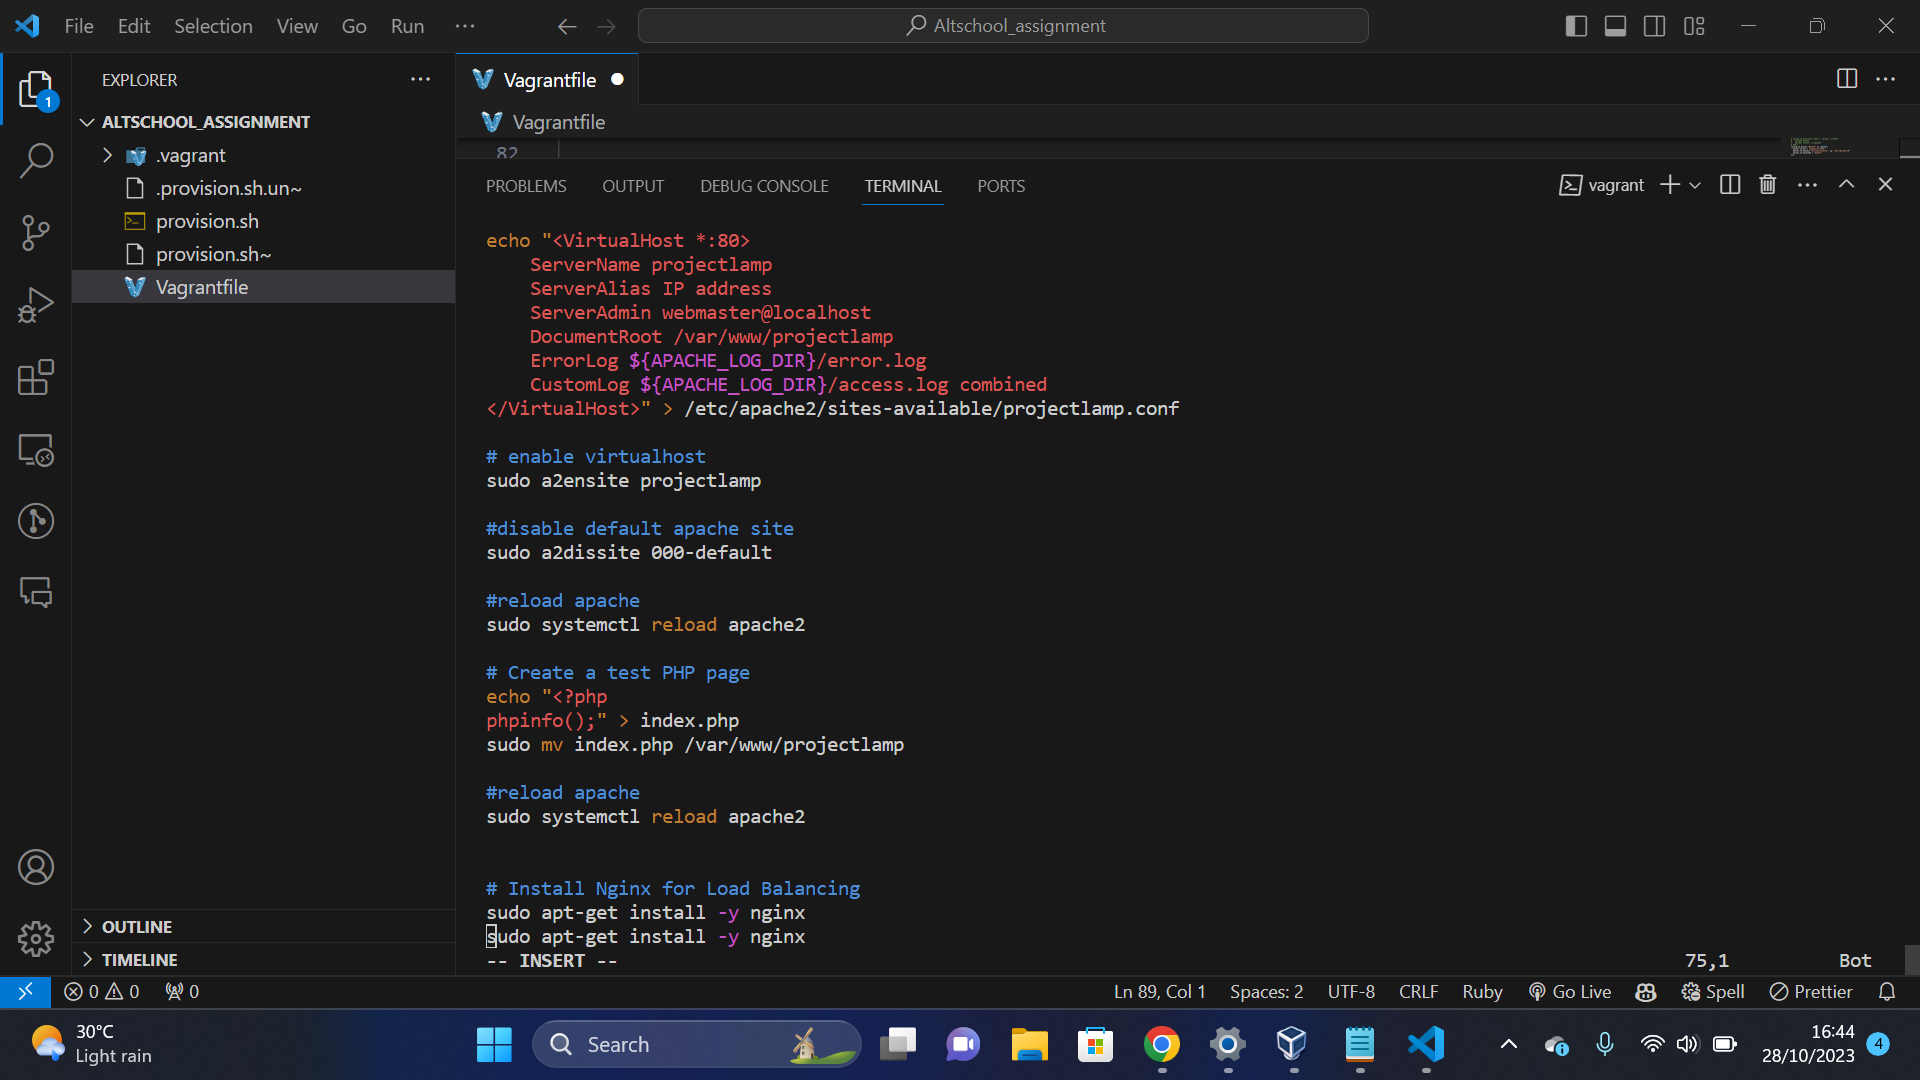 File Edit Selection View Go Run ···
Altschool_assignment
EXPLORER
Vagrantfile
1
ALTSCHOOL_ASSIGNMENT
.vagrant
.provision.sh.un~
provision.sh
provision.sh~
Vagrantfile
OUTLINE
TIMELINE
Vagrantfile
82
PROBLEMS OUTPUT DEBUG CONSOLE TERMINAL PORTS
vagrant
echo "<VirtualHost *:80>
    ServerName projectlamp
    ServerAlias IP address
    ServerAdmin webmaster@localhost
    DocumentRoot /var/www/projectlamp
    ErrorLog ${APACHE_LOG_DIR}/error.log
    CustomLog ${APACHE_LOG_DIR}/access.log combined
</VirtualHost>" > /etc/apache2/sites-available/projectlamp.conf
# enable virtualhost
sudo a2ensite projectlamp
#disable default apache site
sudo a2dissite 000-default
#reload apache
sudo systemctl reload apache2
# Create a test PHP page
echo "<?php
phpinfo();" > index.php
sudo mv index.php /var/www/projectlamp
#reload apache
sudo systemctl reload apache2
# Install Nginx for Load Balancing
sudo apt-get install -y nginx
sudo apt-get install -y nginx
-- INSERT -- 75,1 Bot
0 0 0 Ln 89, Col 1 Spaces: 2 UTF-8 CRLF Ruby Go Live Spell Prettier
30°C
Light rain
Search
16:44
28/10/2023
4